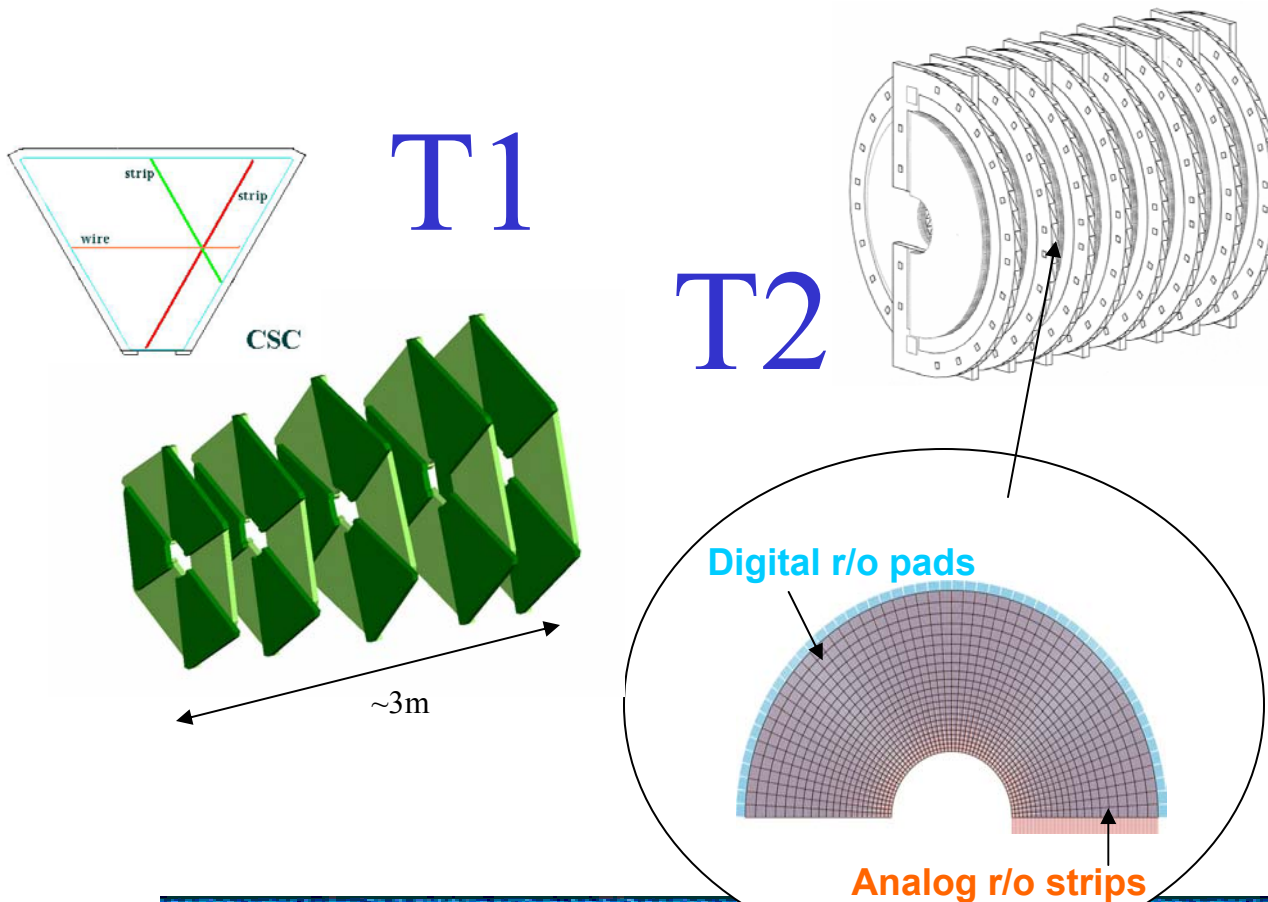 T1
strip
strip
wire
CSC
T2
~3m
Digital r/o pads
Analog r/o strips